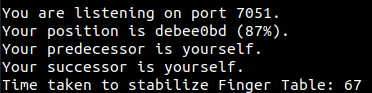 You are listening on port 7051.
Your position is debee0bd (87%).
Your predecessor is yourself.
Your successor is yourself.
Time taken to stabilize Finger Table: 67